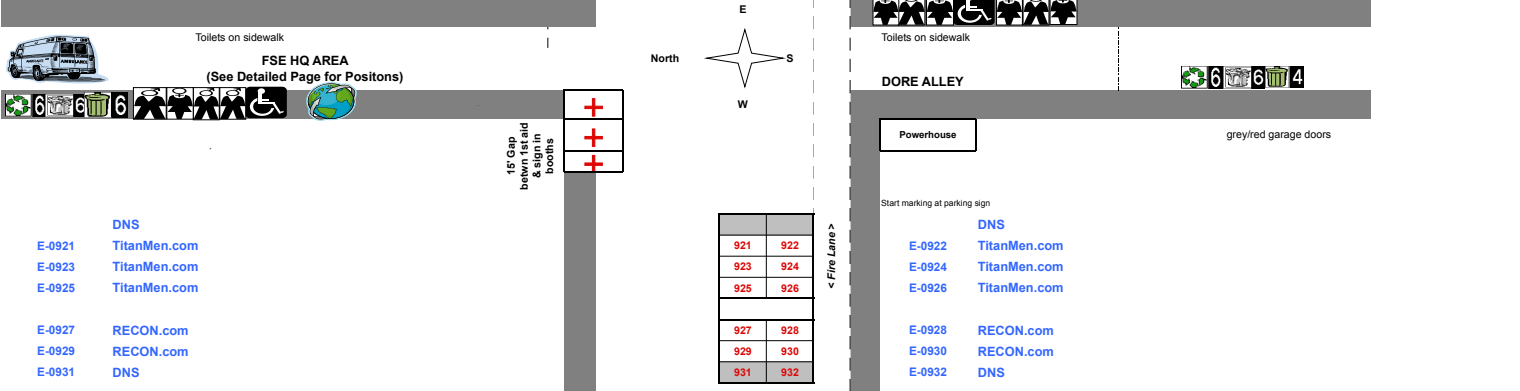 E
Toilets on sidewalk
AMBULANCE
FSE HQ AREA
(See Detailed Page for Positons)
North
S
W
Toilets on sidewalk
DORE ALLEY
6 6 6
6 6 4
15' Gap
betwn 1st aid
& sign in
booths
Powerhouse
grey/red garage doors
Start marking at parking sign
< Fire Lane >
DNS
E-0921 TitanMen.com
E-0923 TitanMen.com
E-0925 TitanMen.com
E-0927 RECON.com
E-0929 RECON.com
E-0931 DNS
921 922
923 924
925 926
927 928
929 930
931 932
DNS
E-0922 TitanMen.com
E-0924 TitanMen.com
E-0926 TitanMen.com
E-0928 RECON.com
E-0930 RECON.com
E-0932 DNS